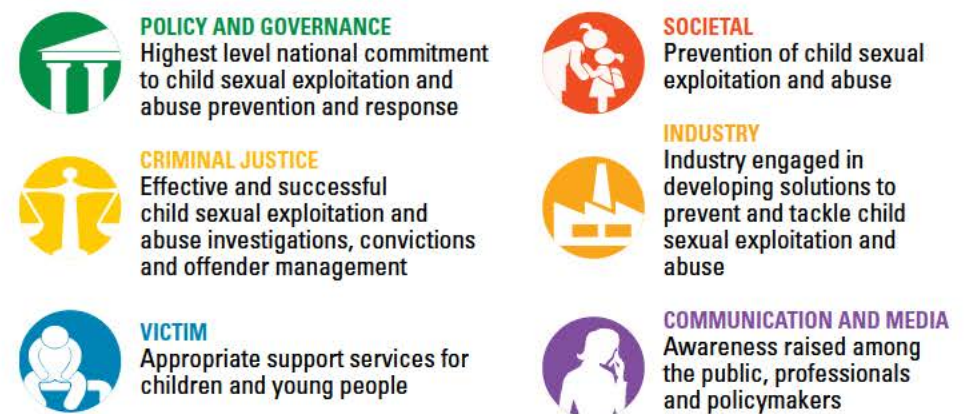 POLICY AND GOVERNANCE
Highest level national commitment
to child sexual exploitation and
abuse prevention and response
CRIMINAL JUSTICE
Effective and successful
child sexual exploitation and
abuse investigations, convictions
and offender management
VICTIM
Appropriate support services for
children and young people
SOCIETAL
Prevention of child sexual
exploitation and abuse
INDUSTRY
Industry engaged in
developing solutions to
prevent and tackle child
sexual exploitation and
abuse
COMMUNICATION AND MEDIA
Awareness raised among
the public, professionals
and policymakers